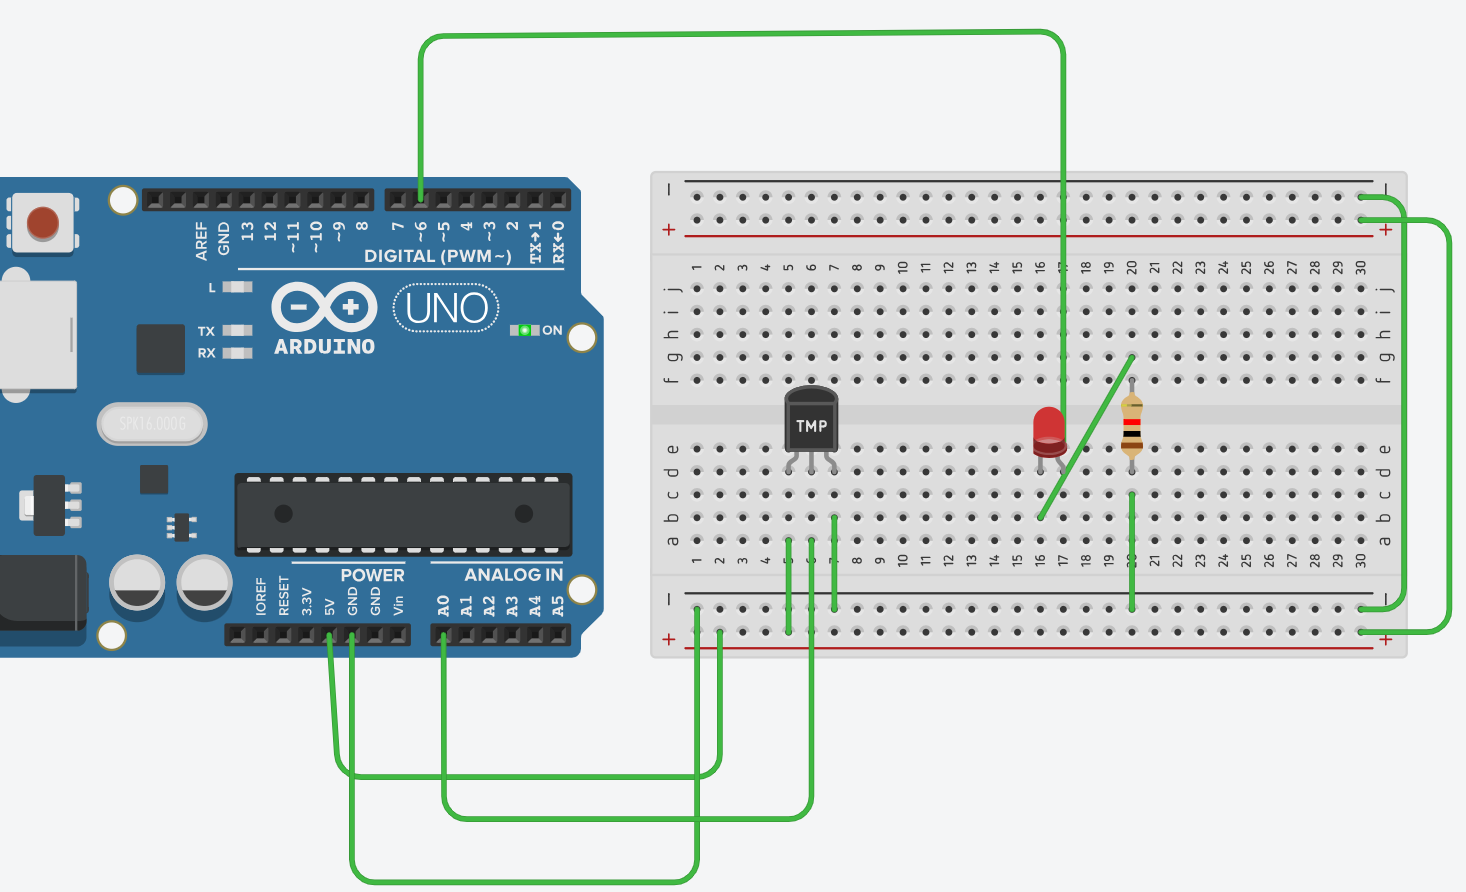 AREF GND 13 12 ~11 ~10 ~9 8 7 ~6 ~5 4 ~3 2 TX→1 RX←0
DIGITAL (PWM~)
L
TX
RX
UNO
ON
ARDUINO
SPK16.000G
POWER
ANALOG IN
IOREF RESET 3.3V 5V GND GND Vin A0 A1 A2 A3 A4 A5
− −
+ +
1 2 3 4 5 6 7 8 9 10 11 12 13 14 15 16 17 18 19 20 21 22 23 24 25 26 27 28 29 30
j j
i i
h h
g g
f f
TMP
e e
d d
c c
b b
a a
1 2 3 4 5 6 7 8 9 10 11 12 13 14 15 16 17 18 19 20 21 22 23 24 25 26 27 28 29 30
− −
+ +